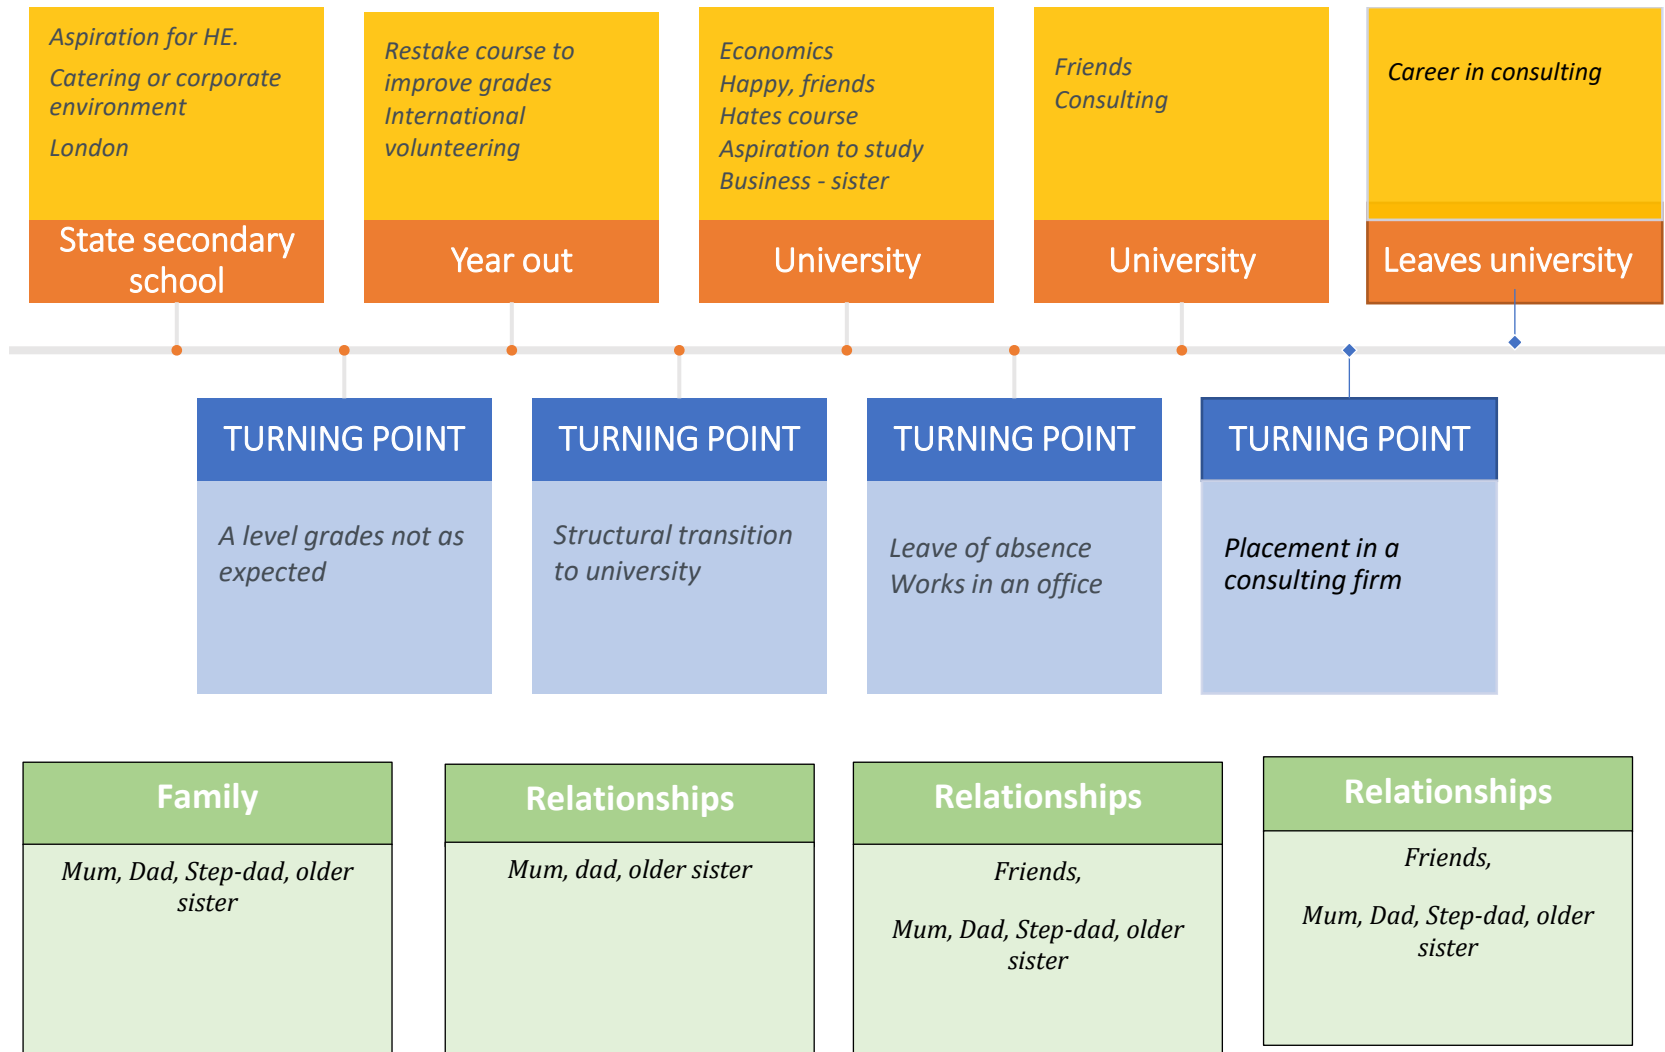 Aspiration for HE.
Catering or corporate
environment
London
State secondary
school
Restake course to
improve grades
International
volunteering
Year out
Economics
Happy, friends
Hates course
Aspiration to study
Business - sister
University
Friends
Consulting
University
Career in consulting
Leaves university
TURNING POINT
A level grades not as
expected
TURNING POINT
Structural transition
to university
TURNING POINT
Leave of absence
Works in an office
TURNING POINT
Placement in a
consulting firm
Family
Mum, Dad, Step-dad, older
sister
Relationships
Mum, dad, older sister
Relationships
Friends,
Mum, Dad, Step-dad, older
sister
Relationships
Friends,
Mum, Dad, Step-dad, older
sister